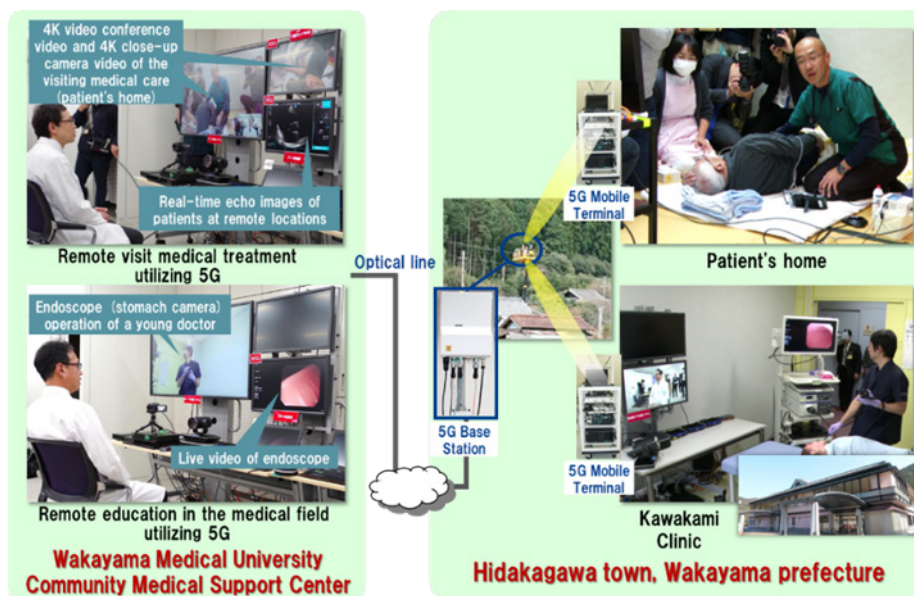 4K video conference
video and 4K close-up
camera video of the
visiting medical care
(patient's home)
Real-time echo images of
patients at remote locations
Remote visit medical treatment
utilizing 5G
Endoscope (stomach camera)
operation of a young doctor
Live video of endoscope
Remote education in the medical field
utilizing 5G
Wakayama Medical University
Community Medical Support Center
Optical line
5G Base
Station
5G Mobile
Terminal
Patient's home
5G Mobile
Terminal
Kawakami
Clinic
Hidakagawa town, Wakayama prefecture